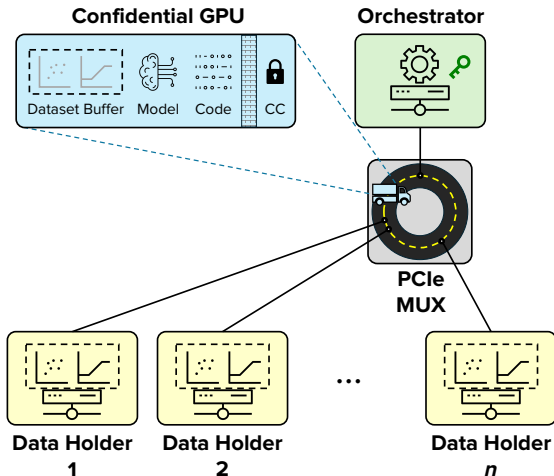 Confidential GPU
Orchestrator
Dataset Buffer Model Code CC
PCIe
MUX
...
Data Holder
1
Data Holder
2
Data Holder
n